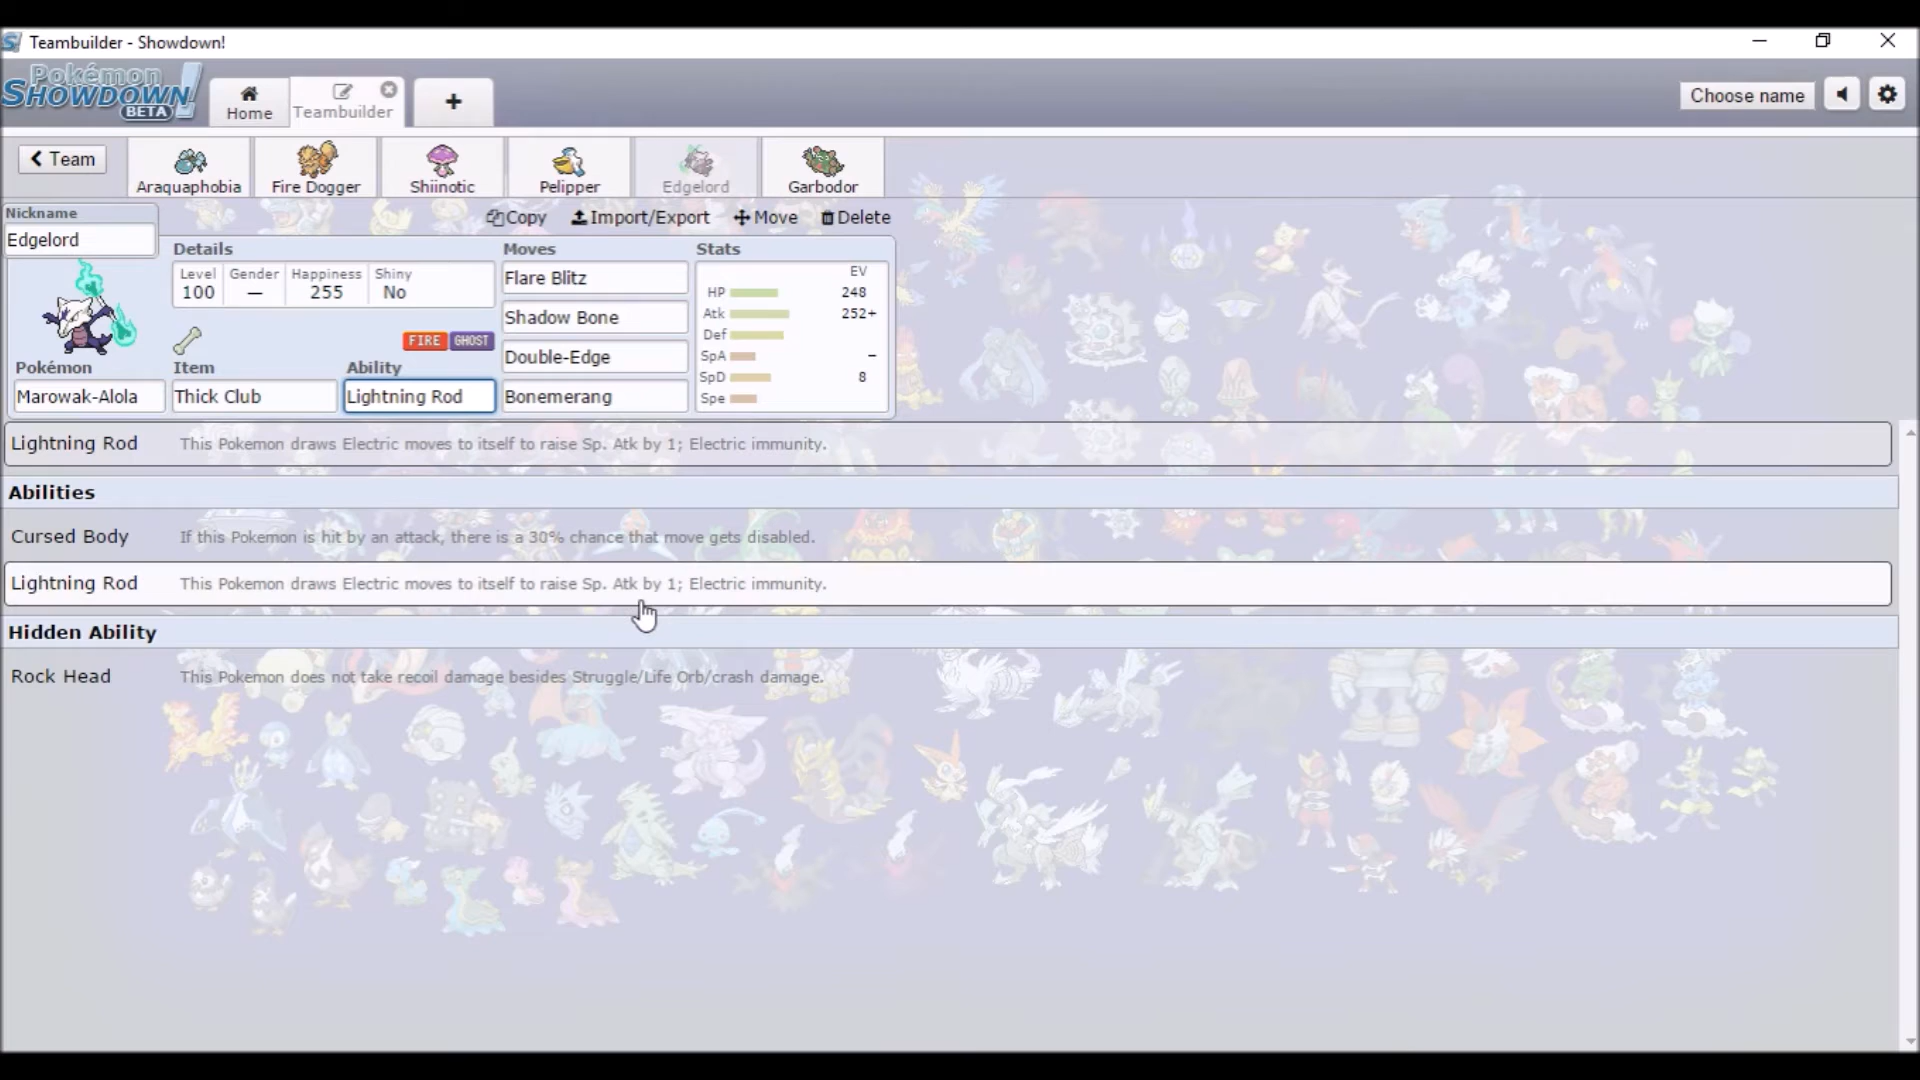 Teambuilder - Showdown!
Pokémon
SHOWDOWN!
BETA
Home
Teambuilder
+
Choose name
Team
Araquaphobia
Fire Dogger
Shiinotic
Pelipper
Edgelord
Garbodor
Nickname
Edgelord
Copy
Import/Export
Move
Delete
Details
Moves
Stats
Level
Gender
Happiness
Shiny
100
—
255
No
EV
HP 248
Atk 252+
Def
SpA –
SpD 8
Spe
Flare Blitz
Shadow Bone
Double-Edge
Bonemerang
FIRE GHOST
Pokémon
Item
Ability
Marowak-Alola
Thick Club
Lightning Rod
Lightning Rod This Pokemon draws Electric moves to itself to raise Sp. Atk by 1; Electric immunity.
Abilities
Cursed Body If this Pokemon is hit by an attack, there is a 30% chance that move gets disabled.
Lightning Rod This Pokemon draws Electric moves to itself to raise Sp. Atk by 1; Electric immunity.
Hidden Ability
Rock Head This Pokemon does not take recoil damage besides Struggle/Life Orb/crash damage.